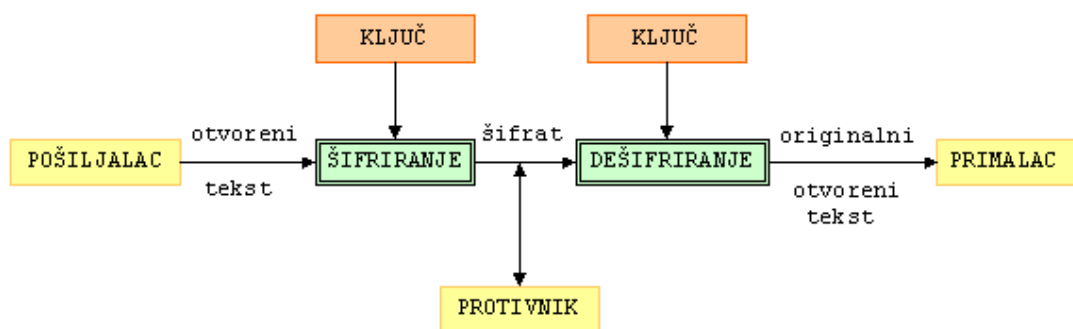 KLJUČ
KLJUČ
otvoreni
šifrat
originalni
POŠILJALAC
ŠIFRIRANJE
DEŠIFRIRANJE
PRIMALAC
tekst
otvoreni
tekst
PROTIVNIK